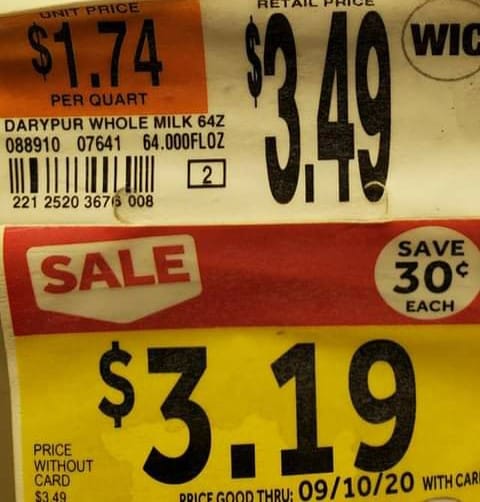 UNIT PRICE
RETAIL PRICE
$1.74
$3.49
WIC
PER QUART
DARYPUR WHOLE MILK 64Z
088910 07641 64.000FLOZ
2
221 2520 3676 008
SALE
SAVE
30¢
EACH
$3.19
PRICE
WITHOUT
CARD
$3.49
PRICE GOOD THRU: 09/10/20 WITH CAR